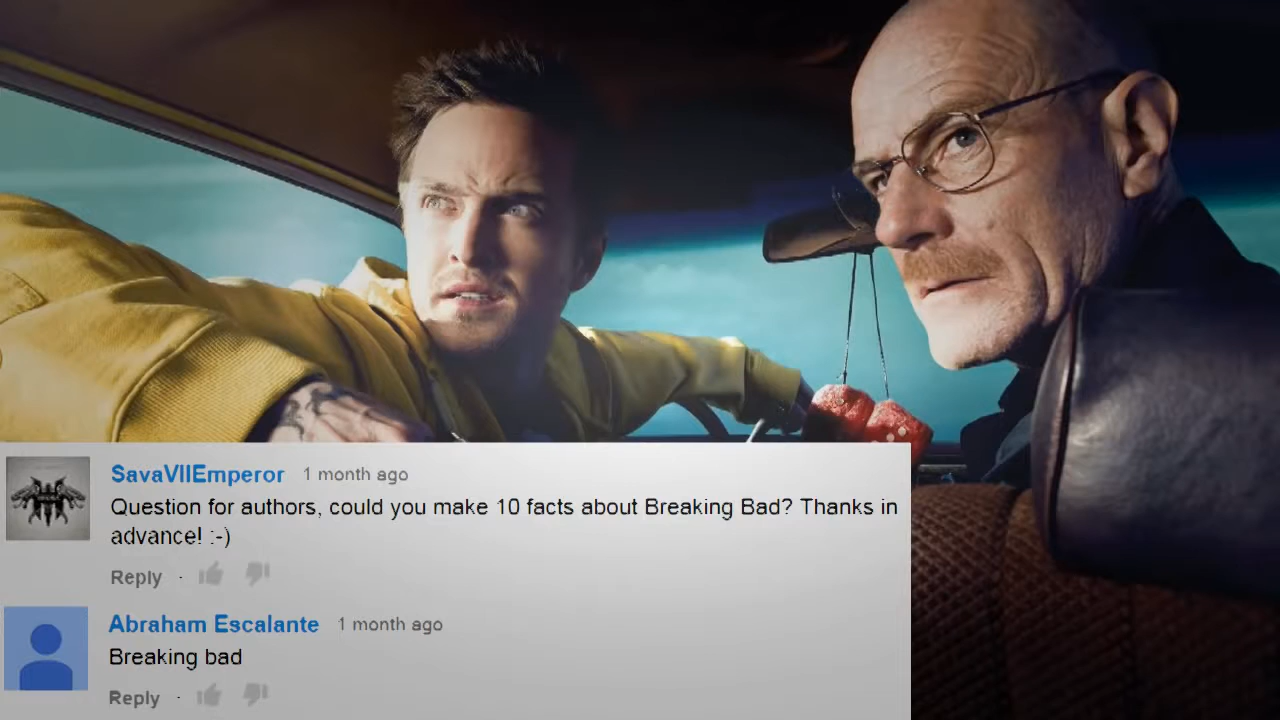 SavaVIIEmperor 1 month ago
Question for authors, could you make 10 facts about Breaking Bad? Thanks in
advance! :-)
Reply ·
Abraham Escalante 1 month ago
Breaking bad
Reply ·